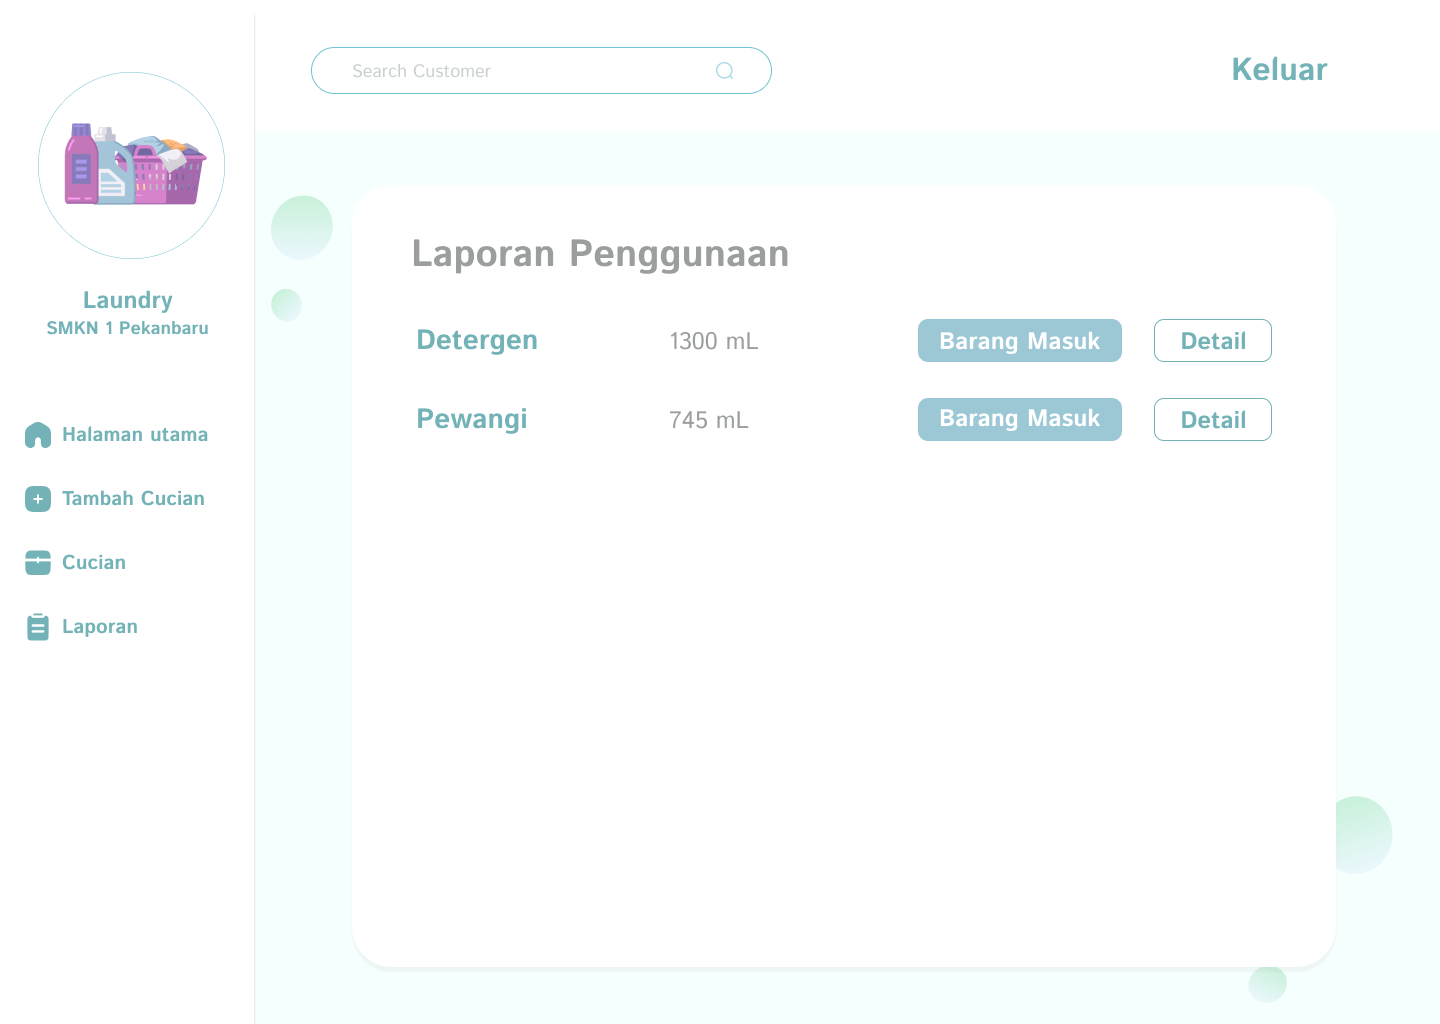 Search Customer
Keluar
Laundry
SMKN 1 Pekanbaru
Halaman utama
Tambah Cucian
Cucian
Laporan
Laporan Penggunaan
Detergen 1300 mL Barang Masuk Detail
Pewangi 745 mL Barang Masuk Detail